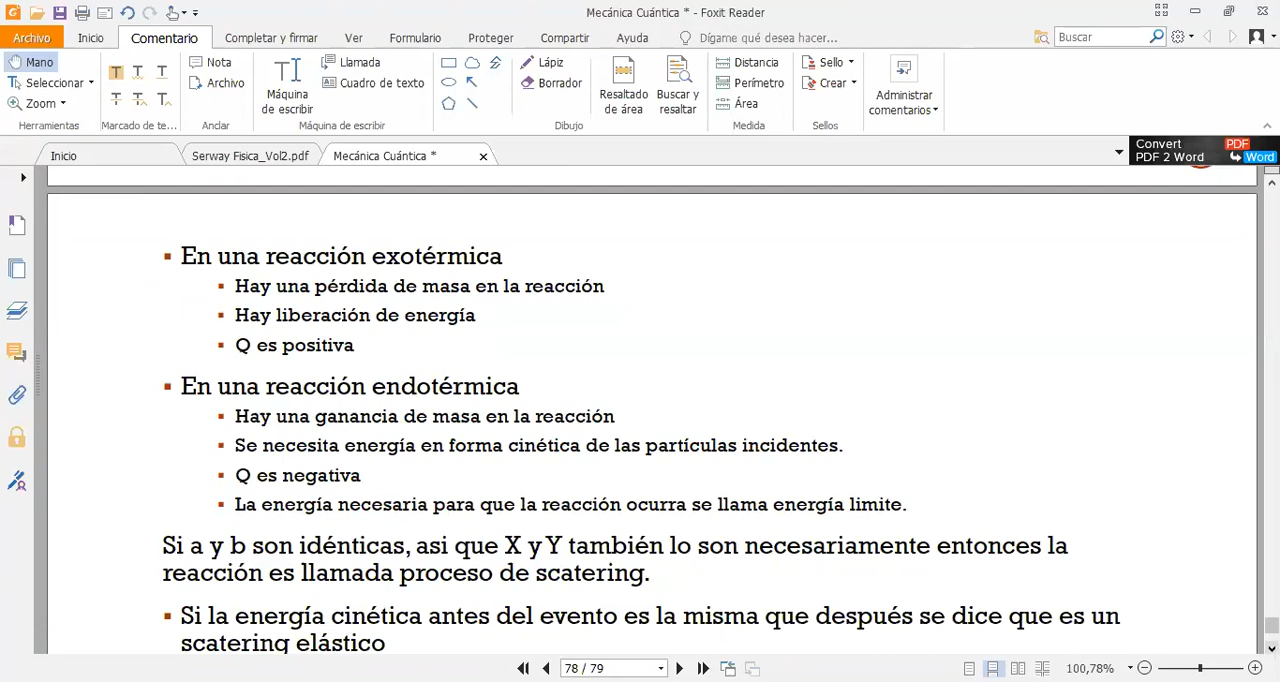 Mecánica Cuántica * - Foxit Reader
Archivo Inicio Comentario Completar y firmar Ver Formulario Proteger Compartir Ayuda Dígame qué desea hacer... Buscar
Mano
Seleccionar
Zoom
Herramientas
Marcado de te...
Nota
Archivo
Anclar
Máquina de escribir
Llamada
Cuadro de texto
Máquina de escribir
Lápiz
Borrador
Dibujo
Resaltado de área
Buscar y resaltar
Distancia
Perímetro
Área
Medida
Sello
Crear
Sellos
Administrar comentarios
Inicio Serway Fisica_Vol2.pdf Mecánica Cuántica *
Convert PDF
PDF 2 Word Word
▪ En una reacción exotérmica
▪ Hay una pérdida de masa en la reacción
▪ Hay liberación de energía
▪ Q es positiva
▪ En una reacción endotérmica
▪ Hay una ganancia de masa en la reacción
▪ Se necesita energía en forma cinética de las partículas incidentes.
▪ Q es negativa
▪ La energía necesaria para que la reacción ocurra se llama energía limite.
Si a y b son idénticas, asi que X y Y también lo son necesariamente entonces la
reacción es llamada proceso de scatering.
▪ Si la energía cinética antes del evento es la misma que después se dice que es un
scatering elástico
78 / 79
100,78%